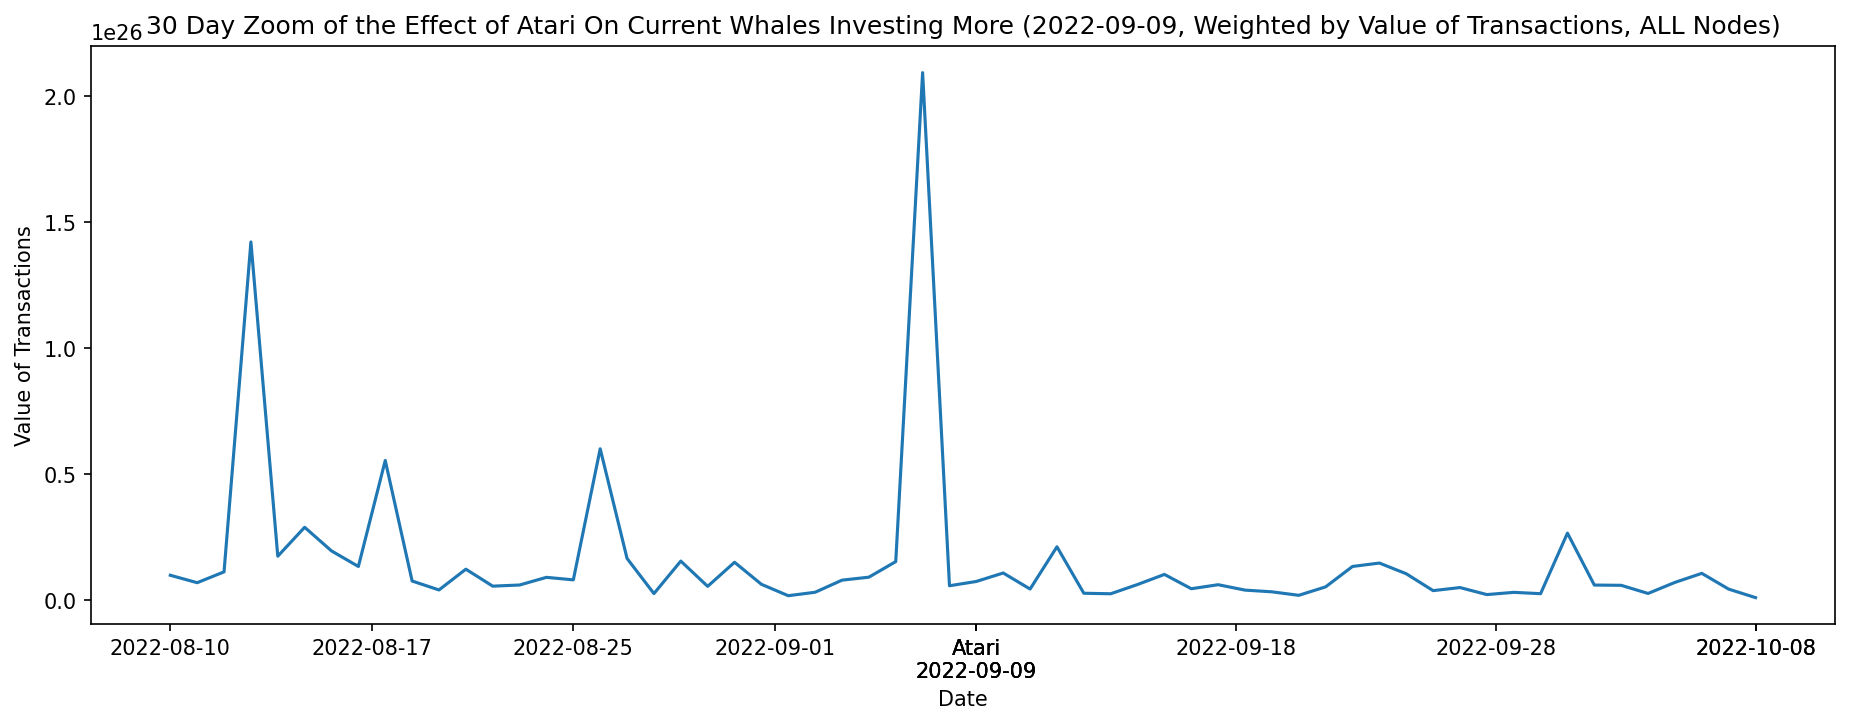 30 Day Zoom of the Effect of Atari On Current Whales Investing More (2022-09-09, Weighted by Value of Transactions, ALL Nodes)
1e26
2.0
1.5
1.0
0.5
0.0
Value of Transactions
2022-08-10 2022-08-17 2022-08-25 2022-09-01 Atari 2022-09-18 2022-09-28 2022-10-08
2022-09-09
Date